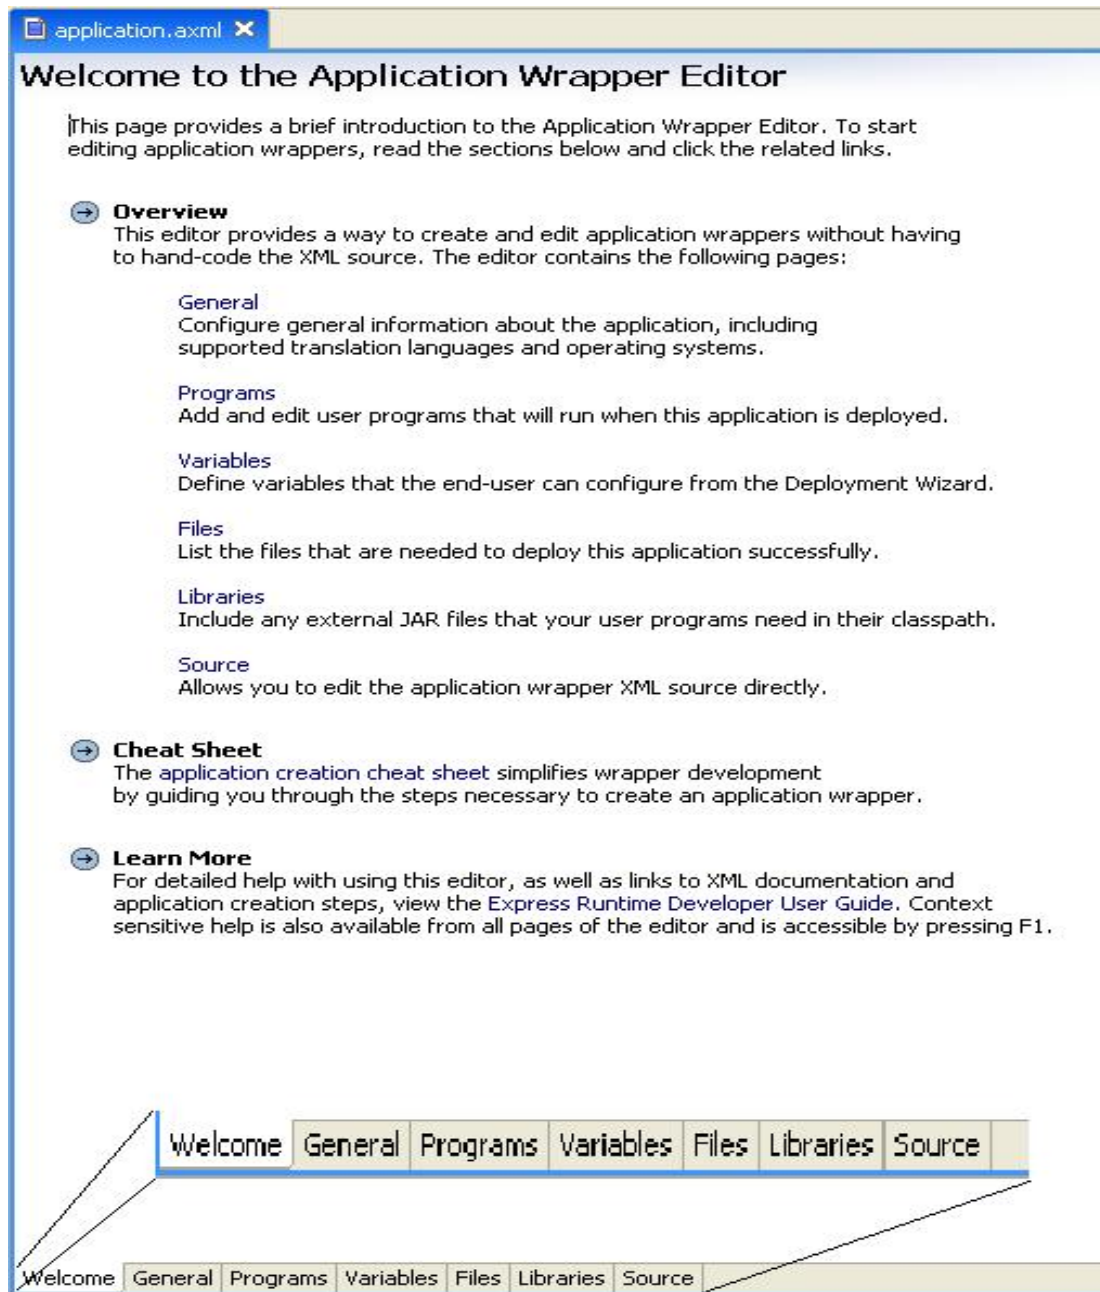 application.axml
Welcome to the Application Wrapper Editor
This page provides a brief introduction to the Application Wrapper Editor. To start
editing application wrappers, read the sections below and click the related links.
Overview
This editor provides a way to create and edit application wrappers without having
to hand-code the XML source. The editor contains the following pages:
General
Configure general information about the application, including
supported translation languages and operating systems.
Programs
Add and edit user programs that will run when this application is deployed.
Variables
Define variables that the end-user can configure from the Deployment Wizard.
Files
List the files that are needed to deploy this application successfully.
Libraries
Include any external JAR files that your user programs need in their classpath.
Source
Allows you to edit the application wrapper XML source directly.
Cheat Sheet
The application creation cheat sheet simplifies wrapper development
by guiding you through the steps necessary to create an application wrapper.
Learn More
For detailed help with using this editor, as well as links to XML documentation and
application creation steps, view the Express Runtime Developer User Guide. Context
sensitive help is also available from all pages of the editor and is accessible by pressing F1.
Welcome General Programs Variables Files Libraries Source
Welcome General Programs Variables Files Libraries Source